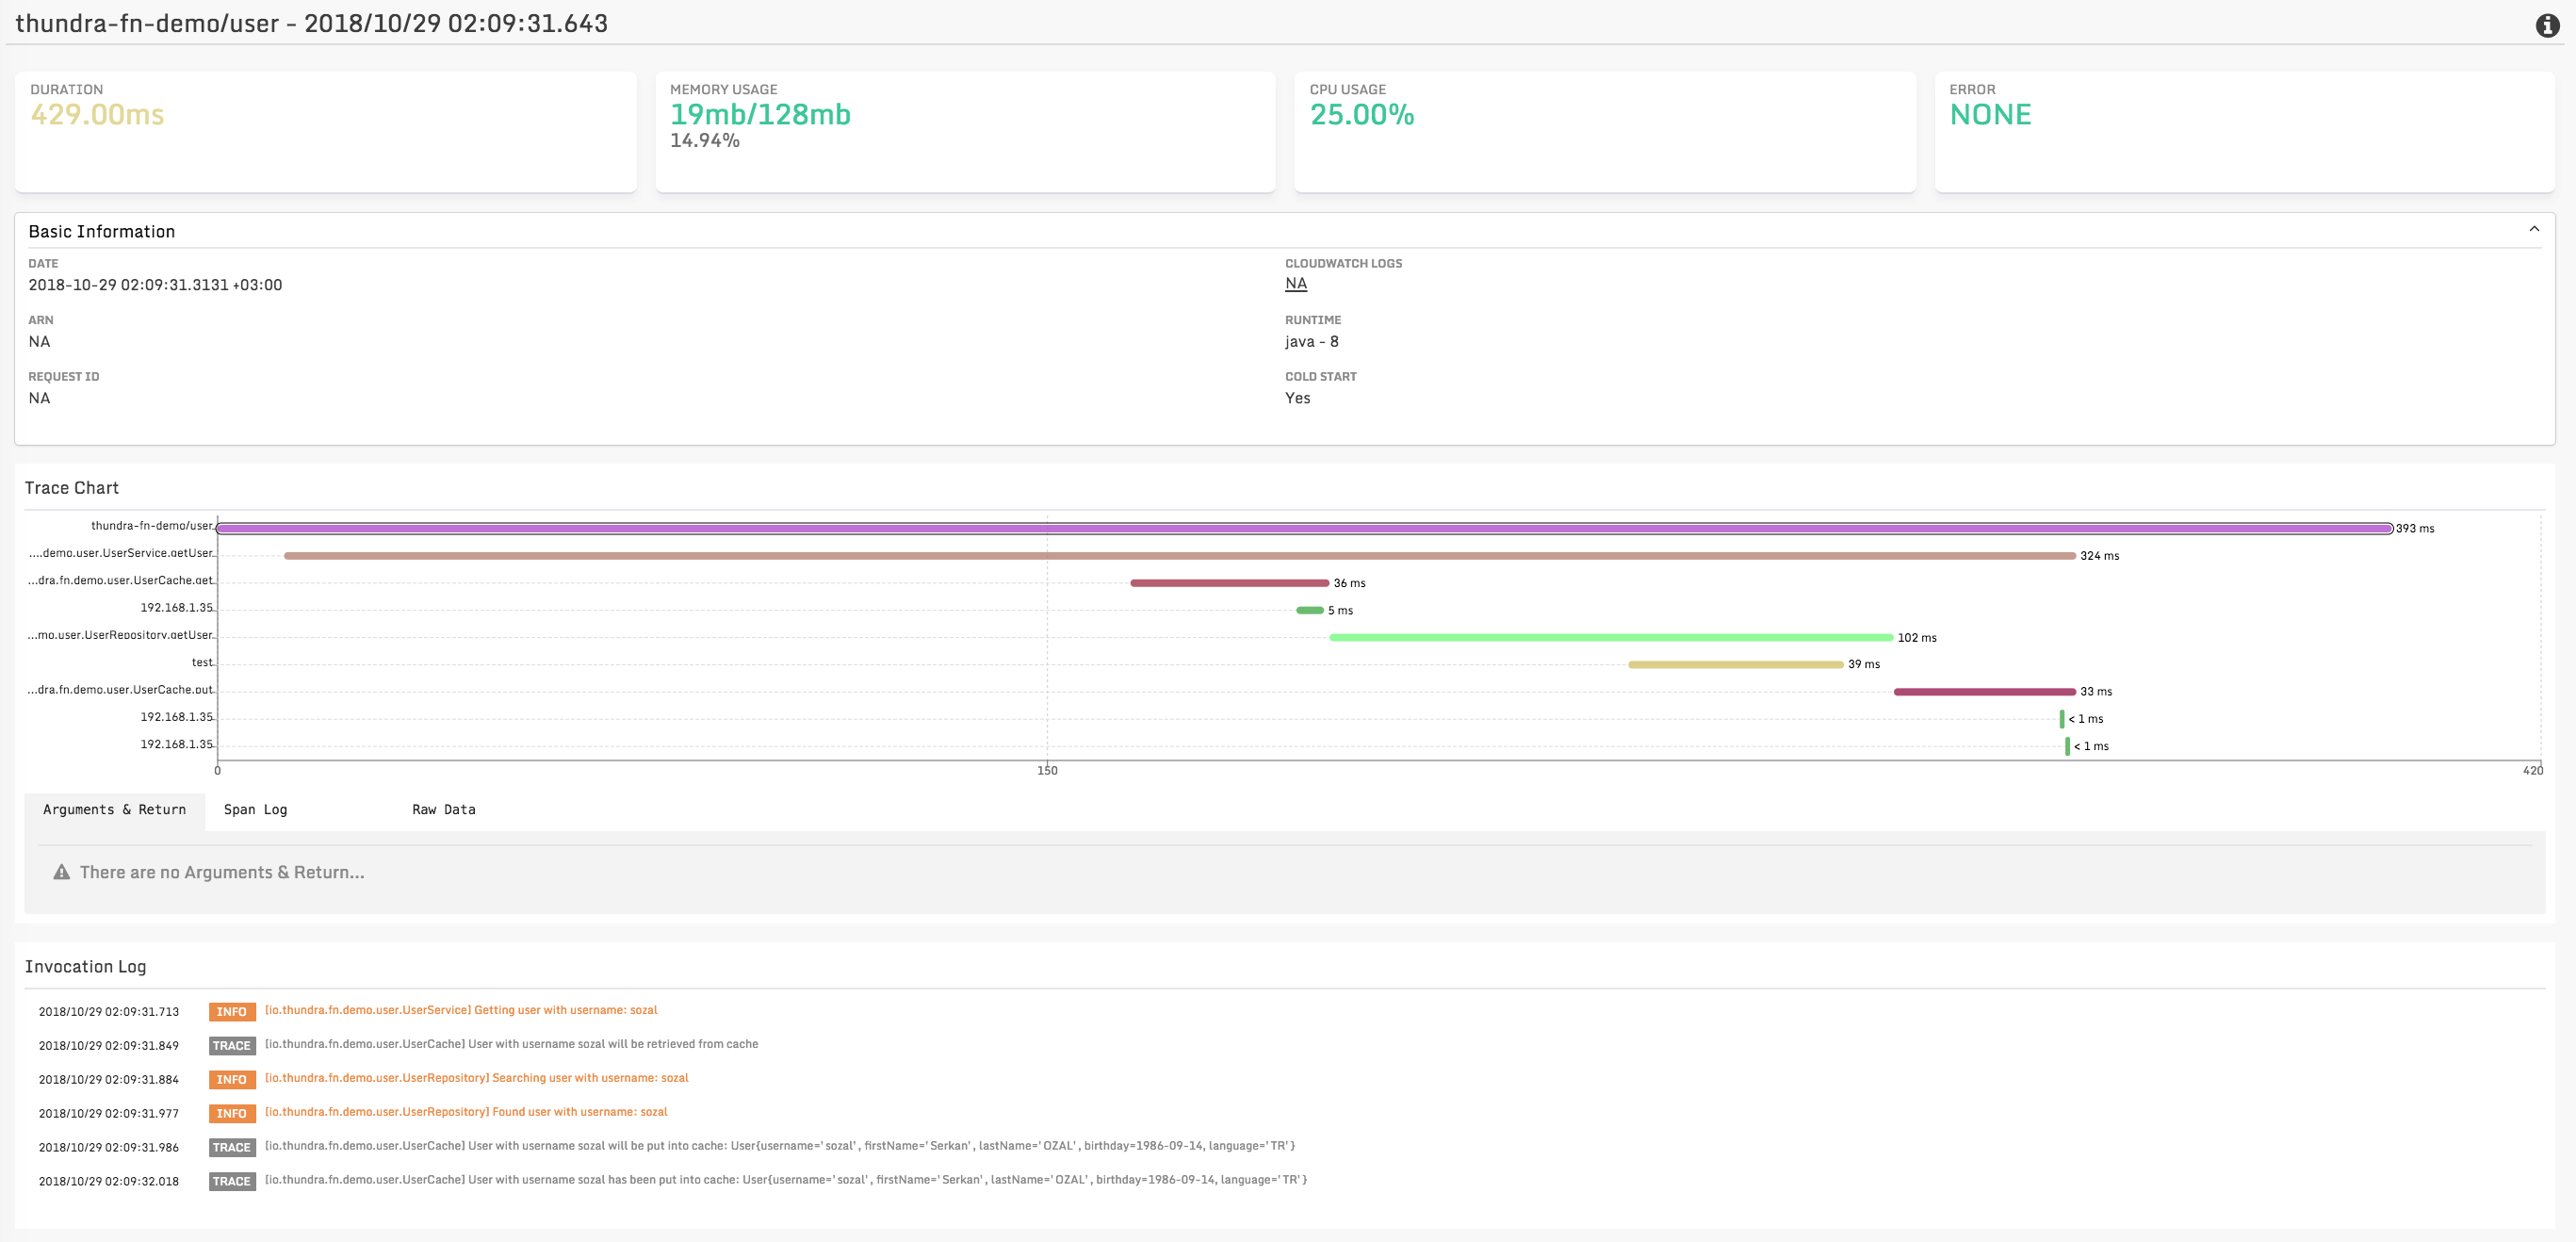 thundra-fn-demo/user - 2018/10/29 02:09:31.643
DURATION
429.00ms
MEMORY USAGE
19mb/128mb
14.94%
CPU USAGE
25.00%
ERROR
NONE
Basic Information
DATE
2018-10-29 02:09:31.3131 +03:00
CLOUDWATCH LOGS
NA
ARN
NA
RUNTIME
java - 8
REQUEST ID
NA
COLD START
Yes
Trace Chart
thundra-fn-demo/user 393 ms
....demo.user.UserService.getUser 324 ms
...dra.fn.demo.user.UserCache.get 36 ms
192.168.1.35 5 ms
...mo.user.UserRepository.getUser 102 ms
test 39 ms
...dra.fn.demo.user.UserCache.put 33 ms
192.168.1.35 < 1 ms
192.168.1.35 < 1 ms
0 150 420
Arguments & Return Span Log Raw Data
There are no Arguments & Return...
Invocation Log
2018/10/29 02:09:31.713 INFO [io.thundra.fn.demo.user.UserService] Getting user with username: sozal
2018/10/29 02:09:31.849 TRACE [io.thundra.fn.demo.user.UserCache] User with username sozal will be retrieved from cache
2018/10/29 02:09:31.884 INFO [io.thundra.fn.demo.user.UserRepository] Searching user with username: sozal
2018/10/29 02:09:31.977 INFO [io.thundra.fn.demo.user.UserRepository] Found user with username: sozal
2018/10/29 02:09:31.986 TRACE [io.thundra.fn.demo.user.UserCache] User with username sozal will be put into cache: User{username='sozal', firstName='Serkan', lastName='OZAL', birthday=1986-09-14, language='TR'}
2018/10/29 02:09:32.018 TRACE [io.thundra.fn.demo.user.UserCache] User with username sozal has been put into cache: User{username='sozal', firstName='Serkan', lastName='OZAL', birthday=1986-09-14, language='TR'}